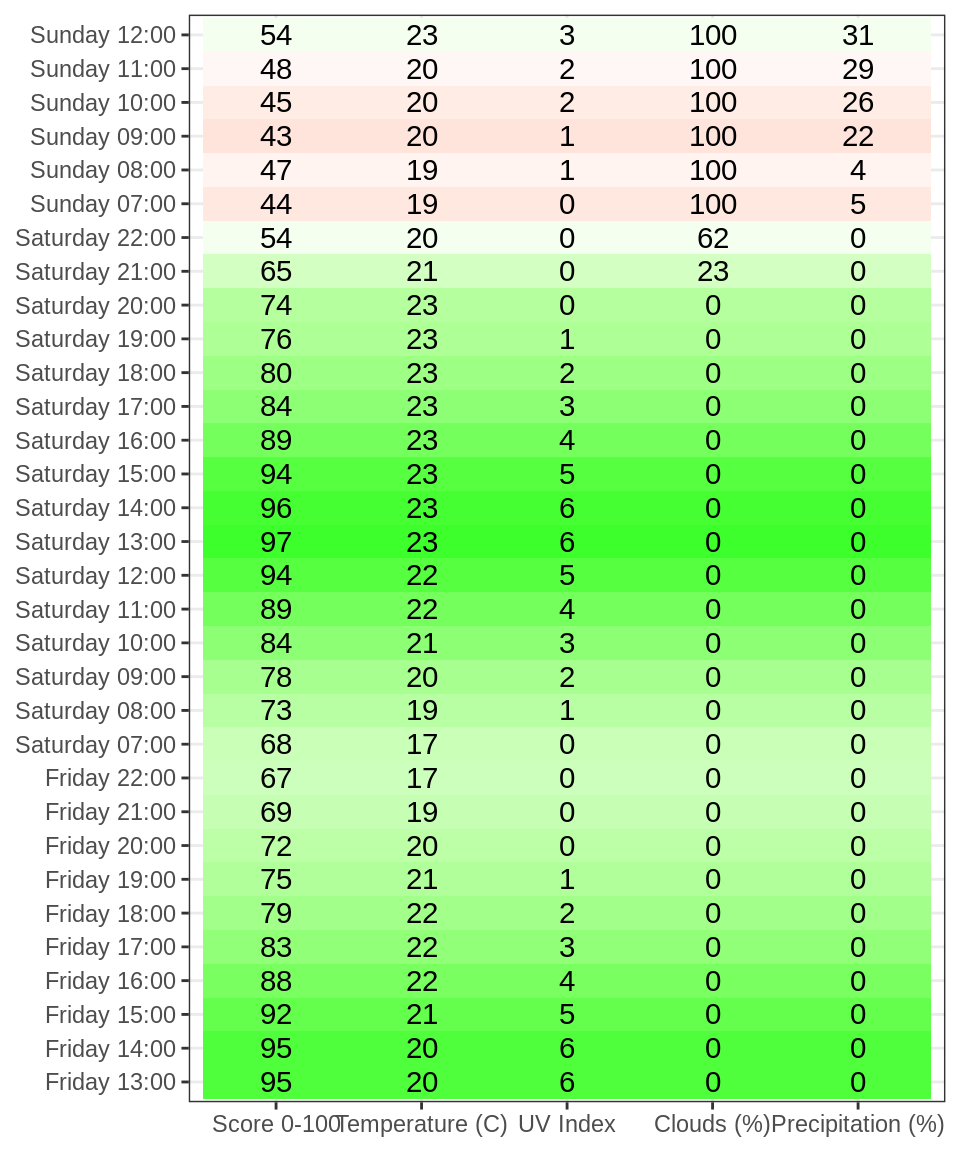 Sunday 12:00 54 23 3 100 31
Sunday 11:00 48 20 2 100 29
Sunday 10:00 45 20 2 100 26
Sunday 09:00 43 20 1 100 22
Sunday 08:00 47 19 1 100 4
Sunday 07:00 44 19 0 100 5
Saturday 22:00 54 20 0 62 0
Saturday 21:00 65 21 0 23 0
Saturday 20:00 74 23 0 0 0
Saturday 19:00 76 23 1 0 0
Saturday 18:00 80 23 2 0 0
Saturday 17:00 84 23 3 0 0
Saturday 16:00 89 23 4 0 0
Saturday 15:00 94 23 5 0 0
Saturday 14:00 96 23 6 0 0
Saturday 13:00 97 23 6 0 0
Saturday 12:00 94 22 5 0 0
Saturday 11:00 89 22 4 0 0
Saturday 10:00 84 21 3 0 0
Saturday 09:00 78 20 2 0 0
Saturday 08:00 73 19 1 0 0
Saturday 07:00 68 17 0 0 0
Friday 22:00 67 17 0 0 0
Friday 21:00 69 19 0 0 0
Friday 20:00 72 20 0 0 0
Friday 19:00 75 21 1 0 0
Friday 18:00 79 22 2 0 0
Friday 17:00 83 22 3 0 0
Friday 16:00 88 22 4 0 0
Friday 15:00 92 21 5 0 0
Friday 14:00 95 20 6 0 0
Friday 13:00 95 20 6 0 0
Score 0-100 Temperature (C) UV Index Clouds (%) Precipitation (%)